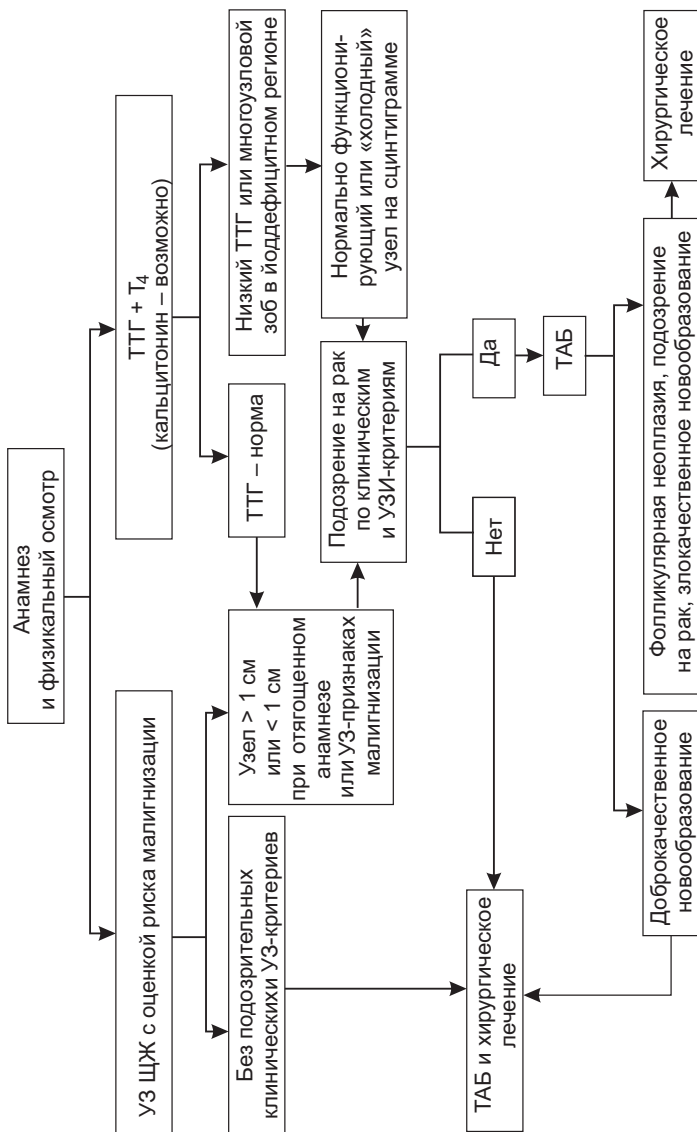 Анамнез
и физикальный осмотр
УЗ ЩЖ с оценкой риска малигнизации
ТТГ + Т₄
(кальцитонин – возможно)
Без подозрительных
клиническихи УЗ-критериев
Узел > 1 см
или < 1 см
при отягощенном
анамнезе
или УЗ-признаках
малигнизации
ТТГ – норма
Низкий ТТГ или многоузловой
зоб в йоддефицитном регионе
Подозрение на рак
по клиническим
и УЗИ-критериям
Нормально функциони-
рующий или «холодный»
узел на сцинтиграмме
ТАБ и хирургическое
лечение
Нет
Да
ТАБ
Доброкачественное
новообразование
Фолликулярная неоплазия, подозрение
на рак, злокачественное новообразование
Хирургическое
лечение